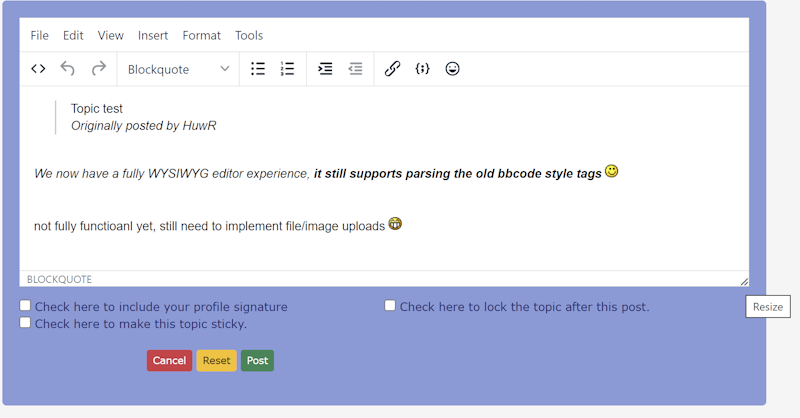 File Edit View Insert Format Tools
Blockquote
Topic test
Originally posted by HuwR
We now have a fully WYSIWYG editor experience, it still supports parsing the old bbcode style tags
not fully functioanl yet, still need to implement file/image uploads
BLOCKQUOTE
Check here to include your profile signature Check here to lock the topic after this post. Resize
Check here to make this topic sticky.
Cancel Reset Post